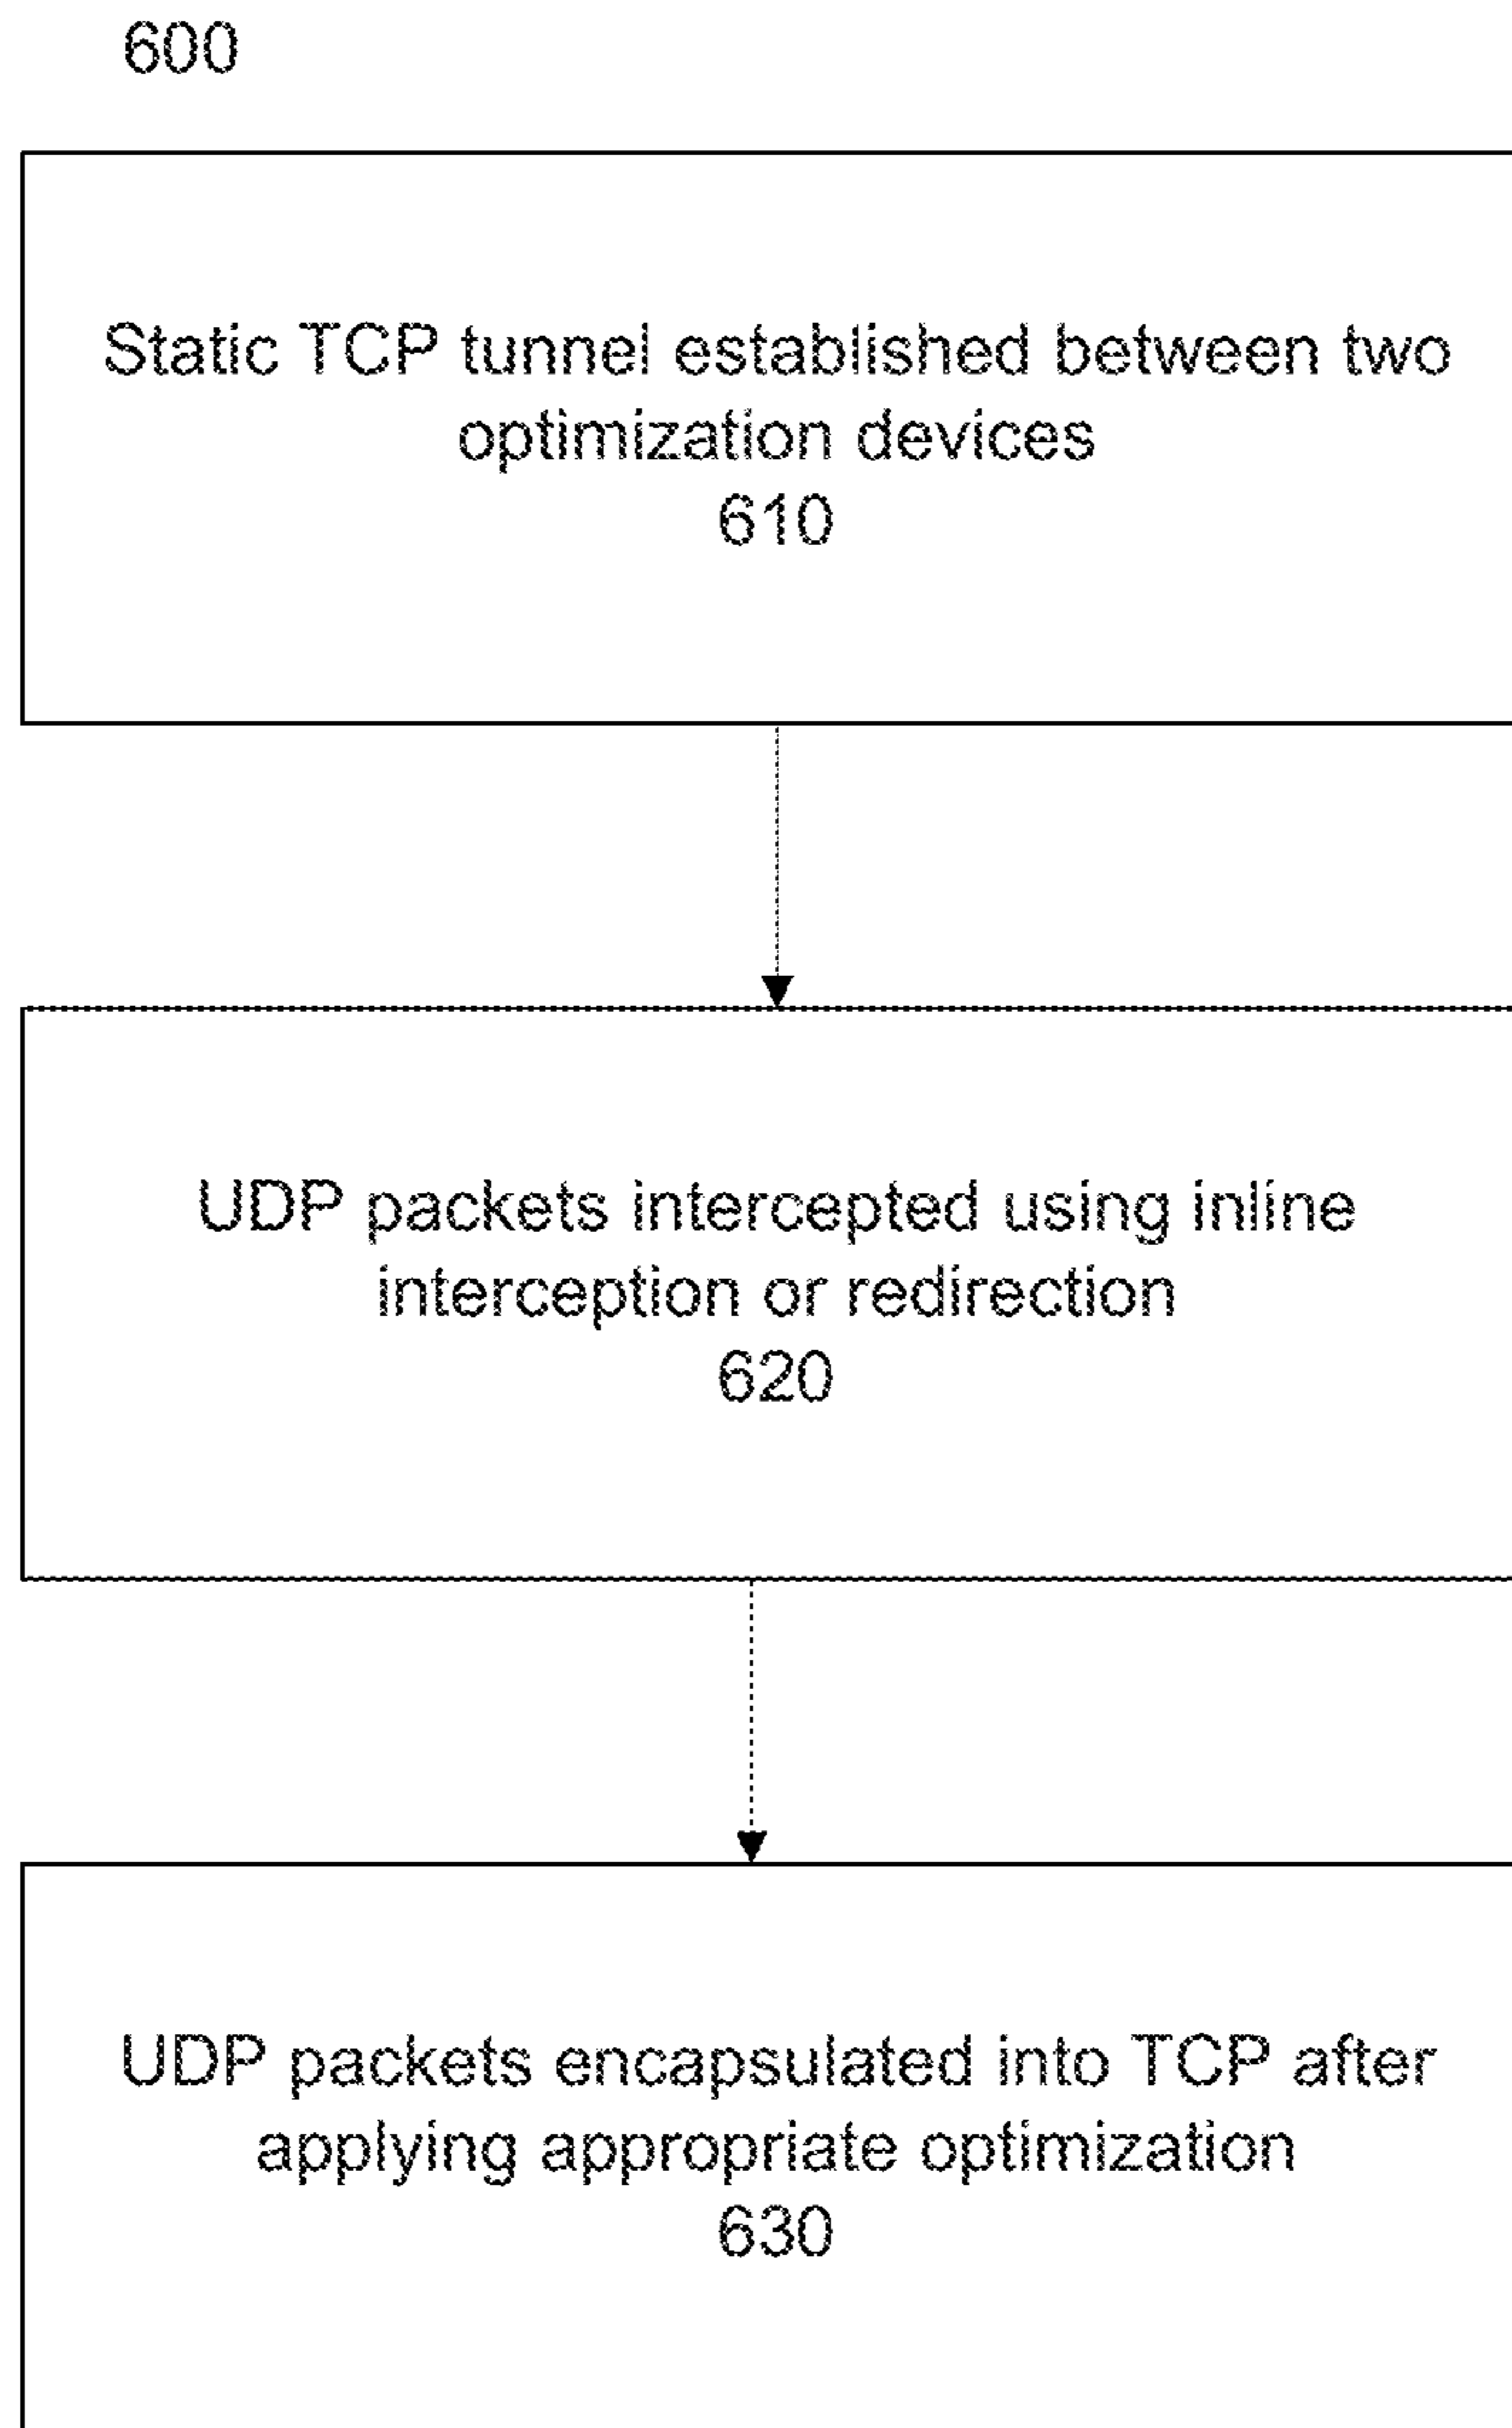 600
Static TCP tunnel established between two
optimization devices
610
UDP packets intercepted using inline
interception or redirection
620
UDP packets encapsulated into TCP after
applying appropriate optimization
630